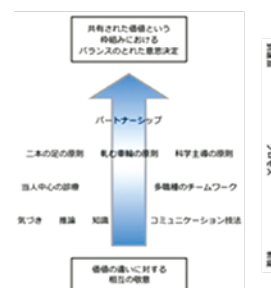 共有された価値という
枠組みにおける
バランスのとれた意思決定
パートナーシップ
二本の足の原則 軋む車輪の原則 科学主導の原則
当人中心の診療 多職種のチームワーク
気づき 推論 知識 コミュニケーション技法
価値の違いに対する
相互の敬意